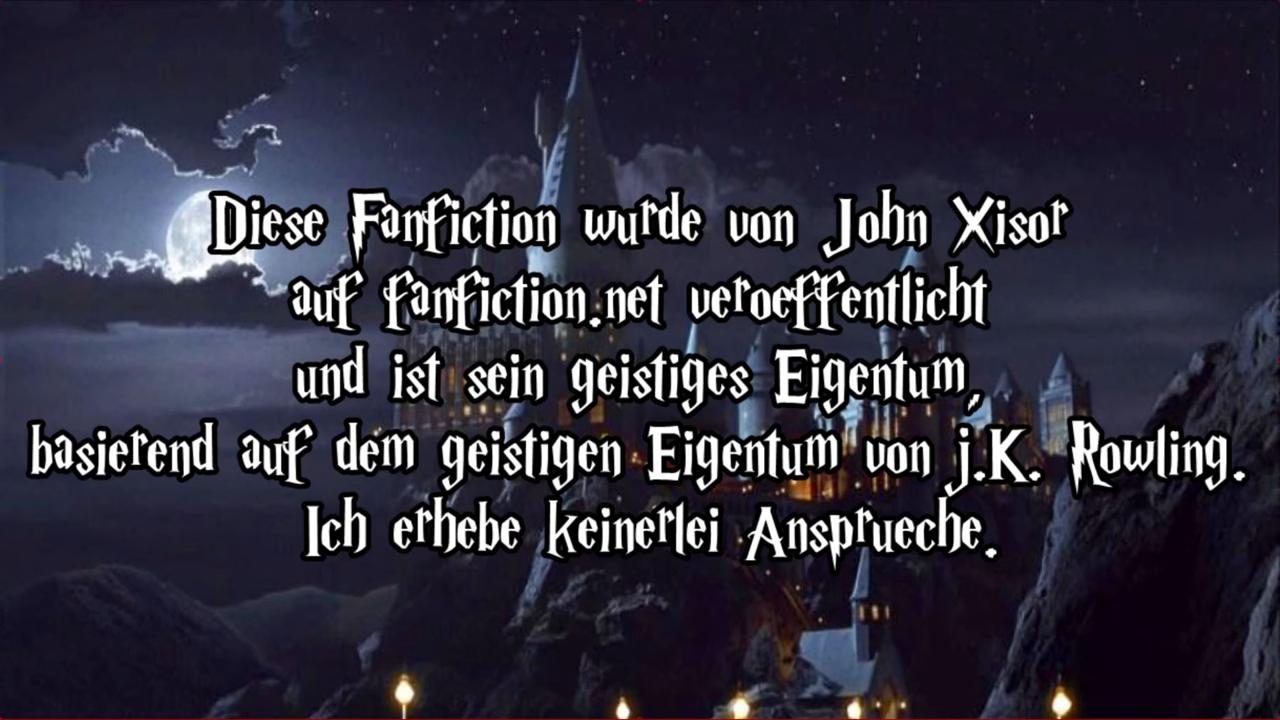 Diese Fanfiction wurde von John Xisor
auf fanfiction.net veroeffentlicht
und ist sein geistiges Eigentum,
basierend auf dem geistigen Eigentum von j.K. Rowling.
Ich erhebe keinerlei Ansprueche.